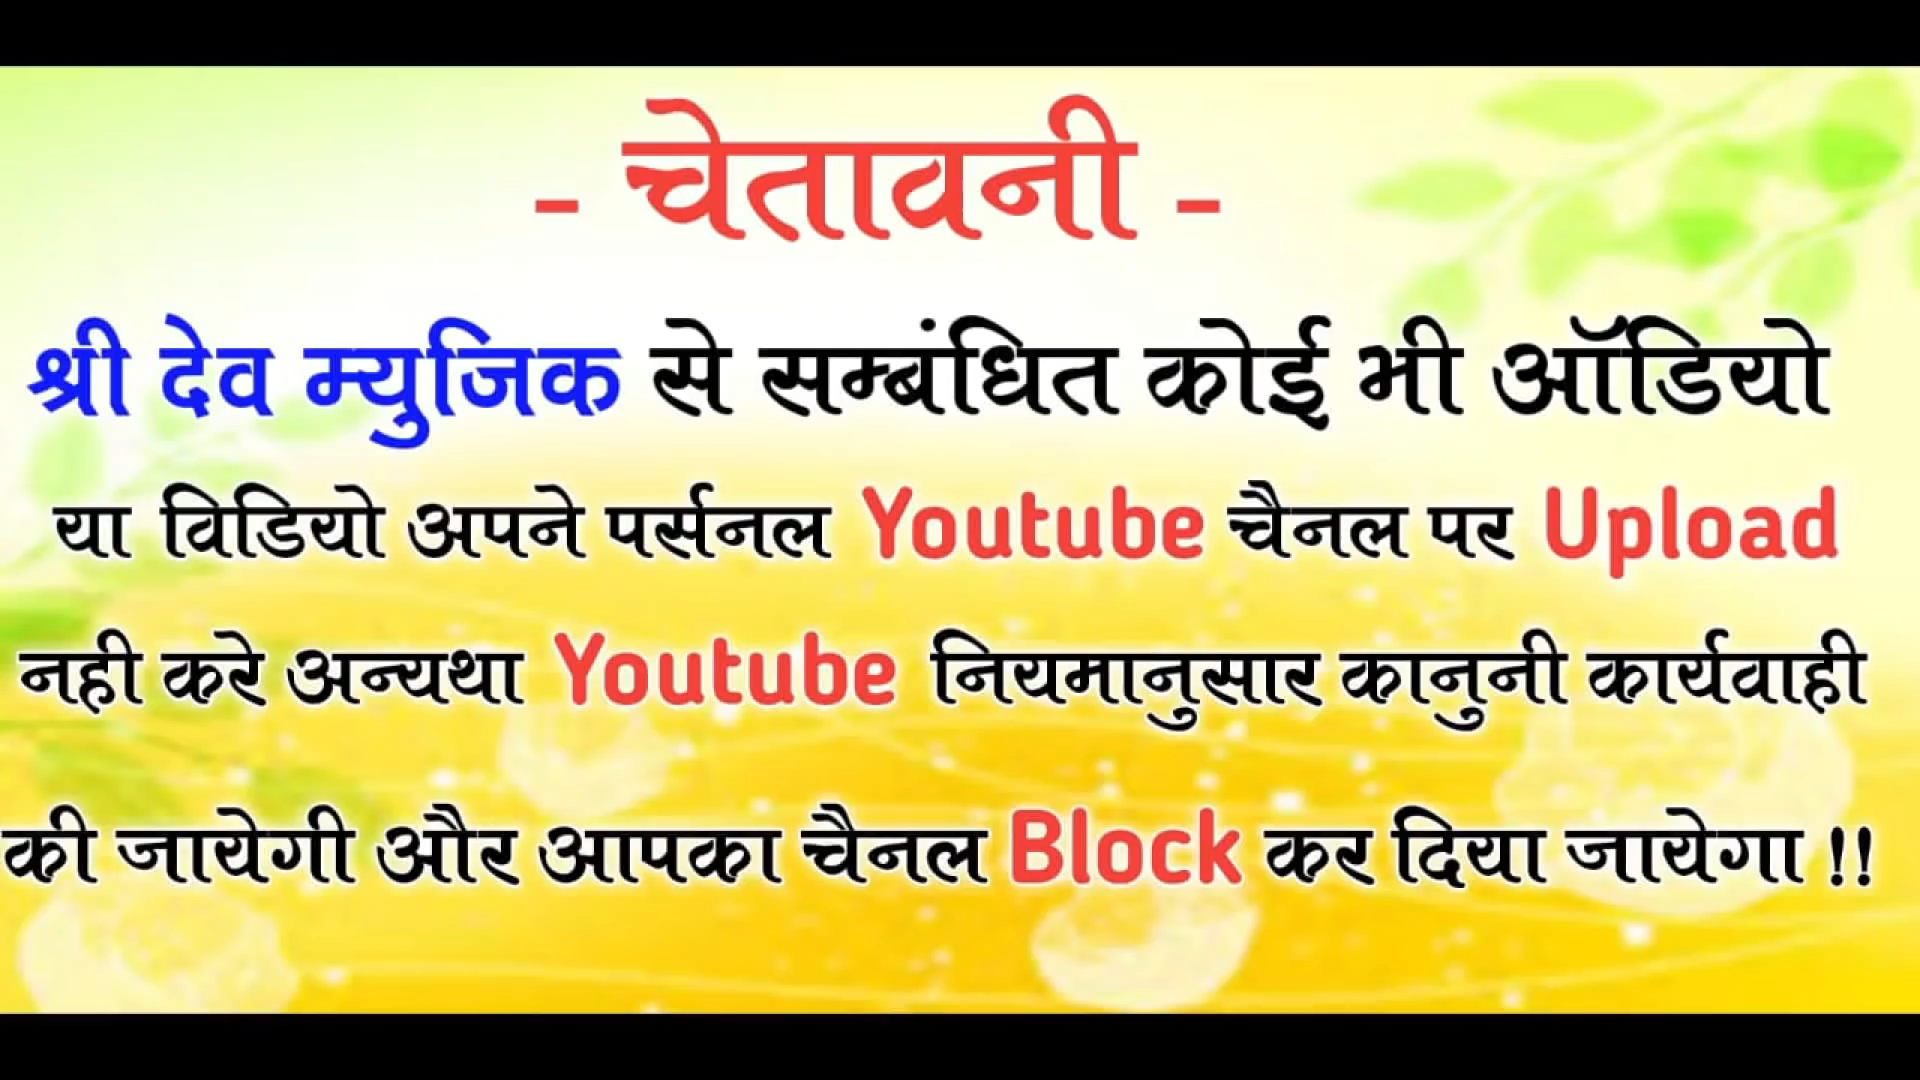 - चेतावनी -
श्री देव म्युजिक से सम्बंधित कोई भी ऑडियो
या विडियो अपने पर्सनल Youtube चैनल पर Upload
नही करे अन्यथा Youtube नियमानुसार कानुनी कार्यवाही
की जायेगी और आपका चैनल Block कर दिया जायेगा !!